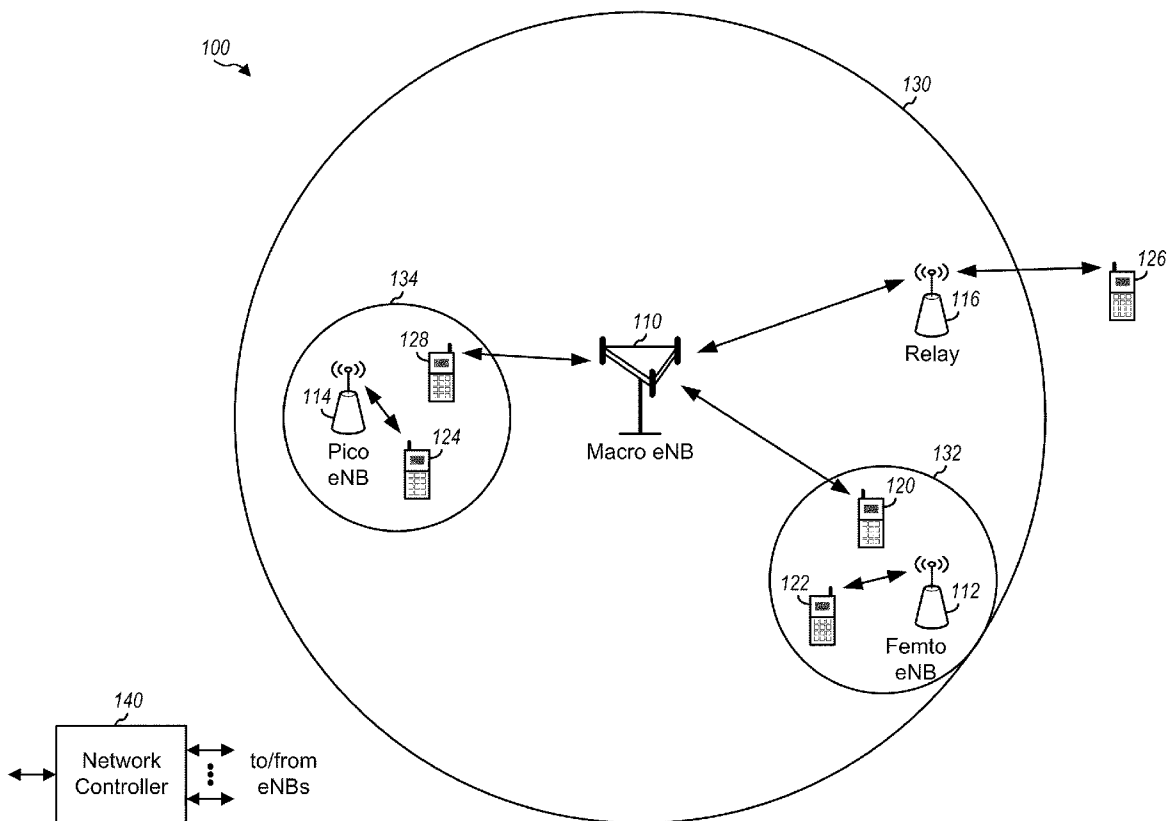 100
130
126
116
Relay
134
128
110
114
124
Pico
eNB
Macro eNB
132
120
122
112
Femto
eNB
140
Network
Controller
to/from
eNBs